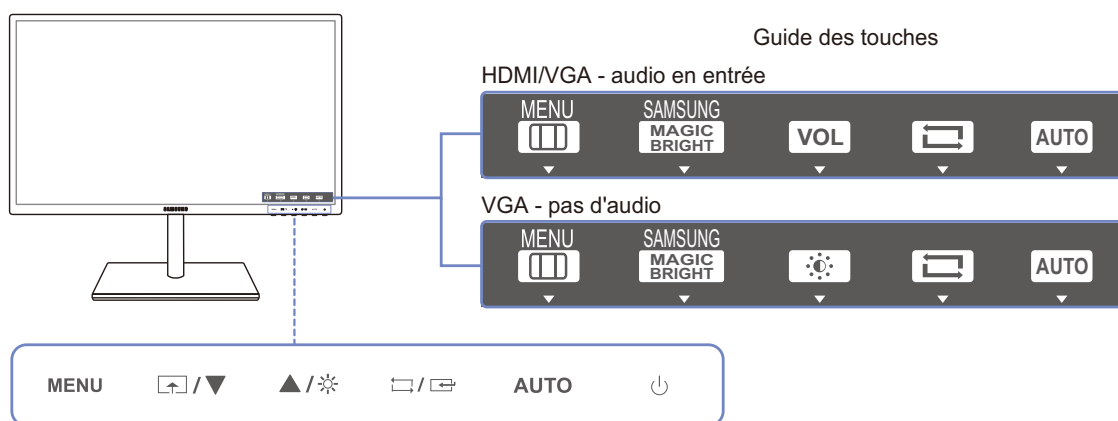 Guide des touches
HDMI/VGA - audio en entrée
MENU SAMSUNG
MAGIC BRIGHT VOL AUTO
VGA - pas d'audio
MENU SAMSUNG
MAGIC BRIGHT AUTO
SAMSUNG
MENU / ▼ ▲/ / AUTO